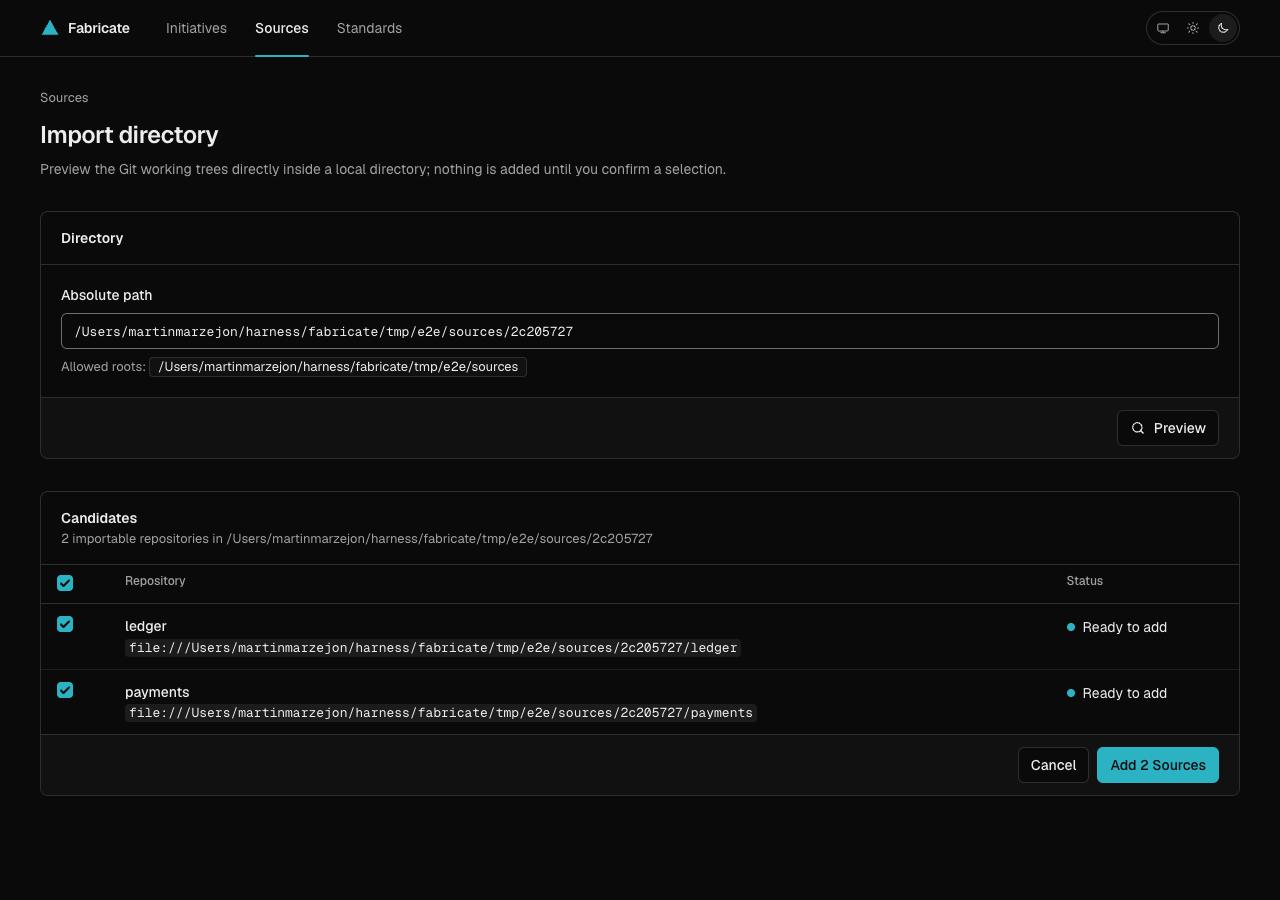 Fabricate
Initiatives
Sources
Standards
Sources
Import directory
Preview the Git working trees directly inside a local directory; nothing is added until you confirm a selection.
Directory
Absolute path
/Users/martinmarzejon/harness/fabricate/tmp/e2e/sources/2c205727
Allowed roots: /Users/martinmarzejon/harness/fabricate/tmp/e2e/sources
Preview
Candidates
2 importable repositories in /Users/martinmarzejon/harness/fabricate/tmp/e2e/sources/2c205727
Repository
Status
ledger
Ready to add
file:///Users/martinmarzejon/harness/fabricate/tmp/e2e/sources/2c205727/ledger
payments
Ready to add
file:///Users/martinmarzejon/harness/fabricate/tmp/e2e/sources/2c205727/payments
Cancel
Add 2 Sources